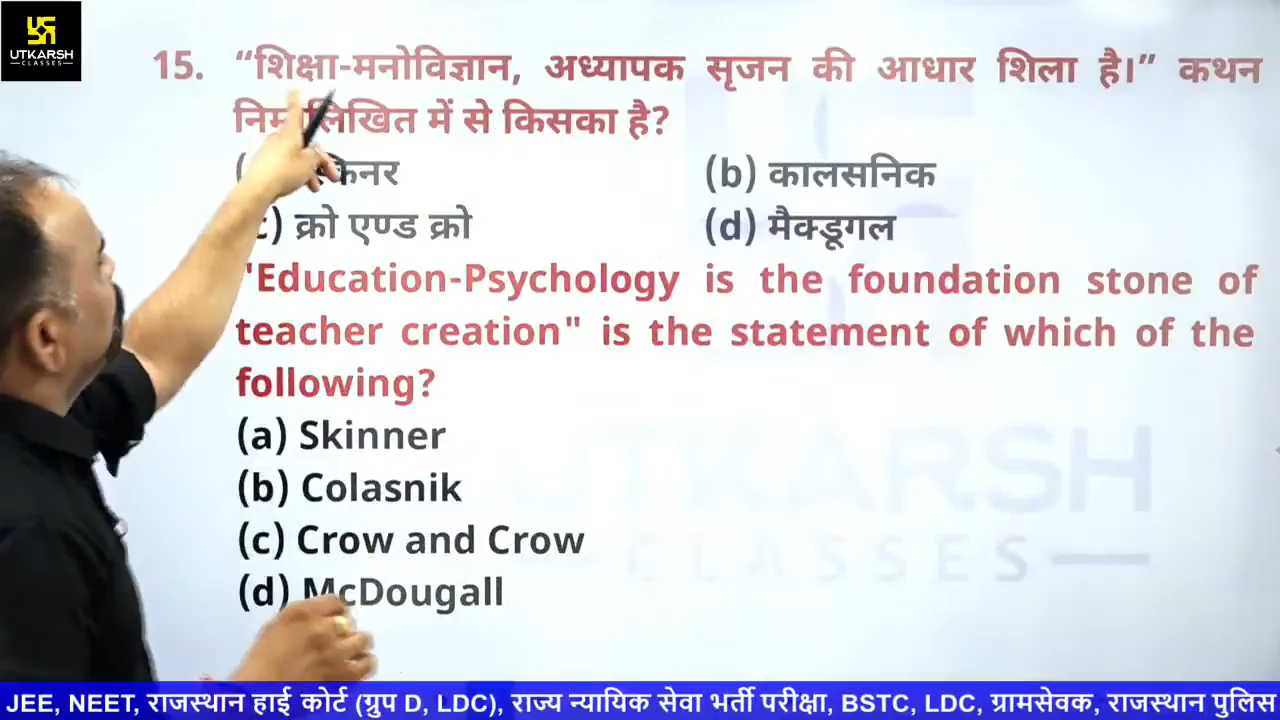 UTKARSH
CLASSES
15. “शिक्षा-मनोविज्ञान, अध्यापक सृजन की आधार शिला है।” कथन
में से किसका है?
(b) कालसनिक
c) क्रो एण्ड क्रो (d) मैक्डूगल
"Education-Psychology is the foundation stone of
teacher creation" is the statement of which of the
following?
(a) Skinner
(b) Colasnik
(c) Crow and Crow
(d) McDougall
UTKARSH
CLASSES
JEE, NEET, राजस्थान हाई कोर्ट (ग्रुप D, LDC), राज्य न्यायिक सेवा भर्ती परीक्षा, BSTC, LDC, ग्रामसेवक, राजस्थान पुलिस